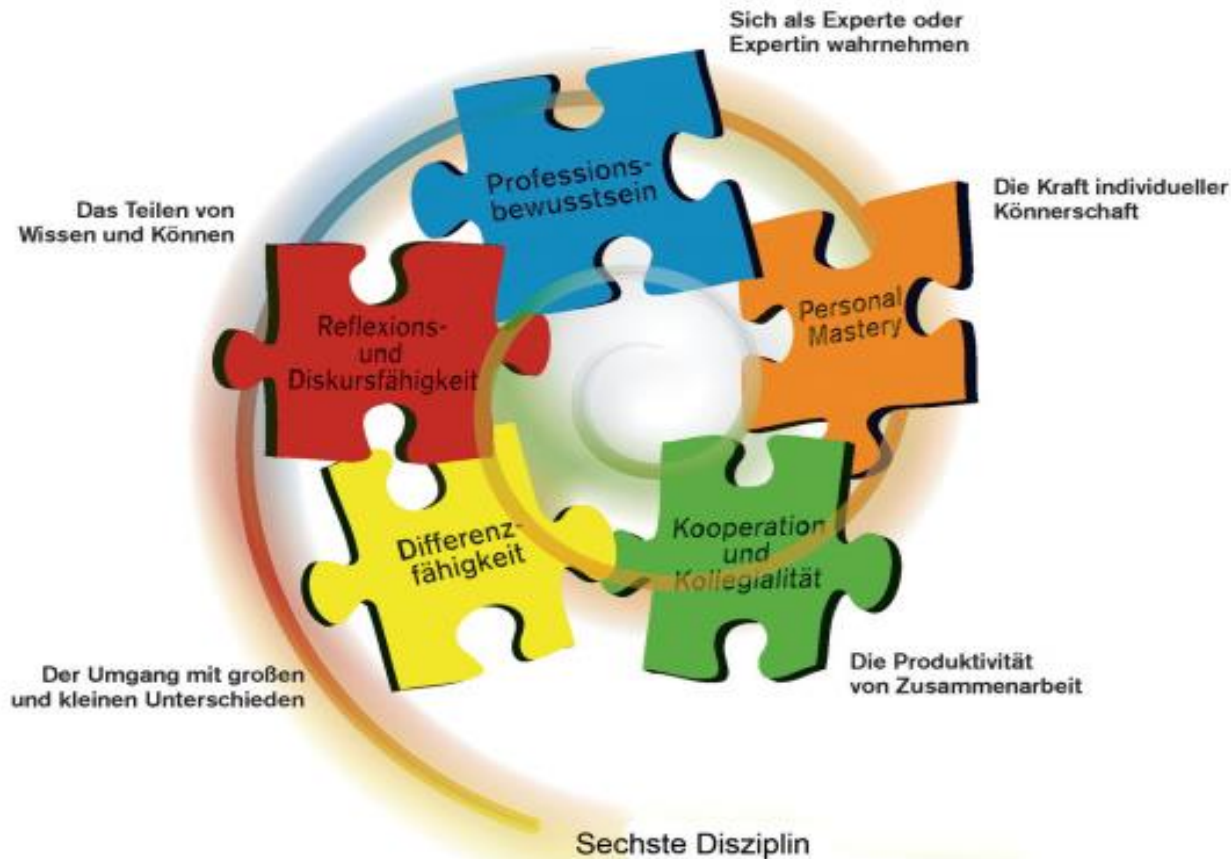 Sich als Experte oder
Expertin wahrnehmen
Professions-
bewusstsein
Die Kraft individueller
Könnerschaft
Das Teilen von
Wissen und Können
Personal
Mastery
Reflexions-
und
Diskursfähigkeit
Differenz-
fähigkeit
Kooperation
und
Kollegialität
Der Umgang mit großen
und kleinen Unterschieden
Die Produktivität
von Zusammenarbeit
Sechste Disziplin